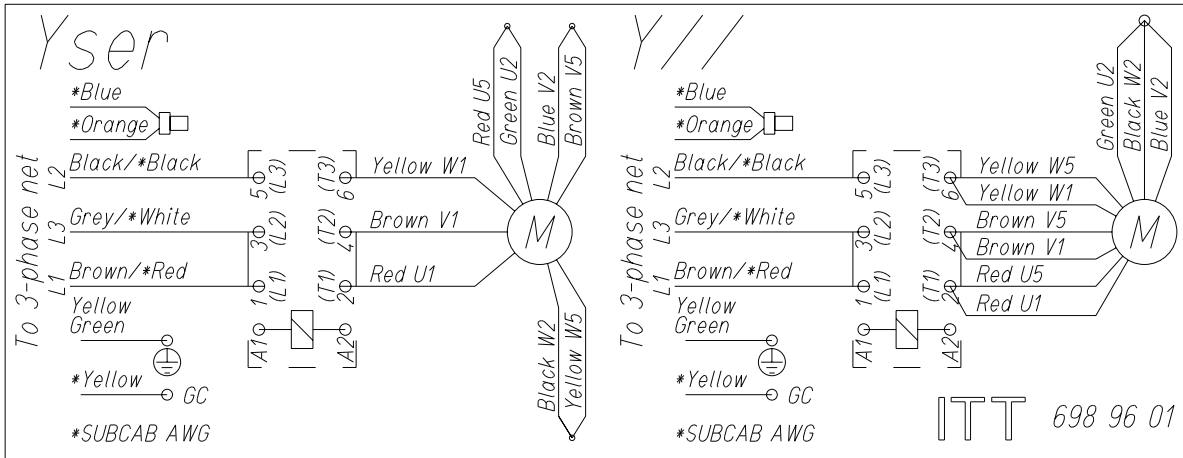 Yser
*Blue
*Orange
To 3-phase net
L2
Black/*Black
L3
Grey/*White
L1
Brown/*Red
Yellow
Green
*Yellow
GC
*SUBCAB AWG
5 (L3)
(T3) 6
3 (L2)
(T2) 4
1 (L1)
(T1) 2
A1
A2
Yellow W1
Brown V1
Red U1
Red U5
Green U2
Blue V2
Brown V5
M
Black W2
Yellow W5
Y//
*Blue
*Orange
To 3-phase net
L2
Black/*Black
L3
Grey/*White
L1
Brown/*Red
Yellow
Green
*Yellow
GC
*SUBCAB AWG
5 (L3)
(T3) 6
3 (L2)
(T2) 4
1 (L1)
(T1) 2
A1
A2
Yellow W5
Yellow W1
Brown V5
Brown V1
Red U5
Red U1
Green U2
Black W2
Blue V2
M
ITT 698 96 01